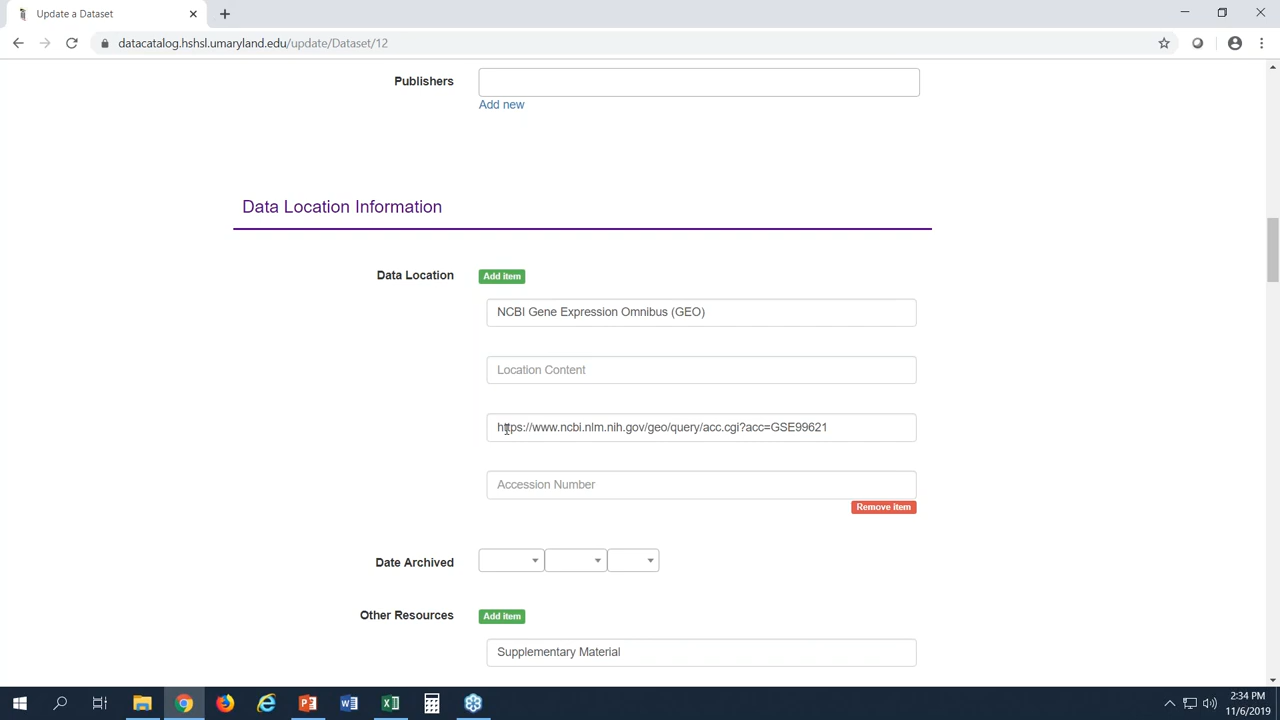 Update a Dataset
datacatalog.hshsl.umaryland.edu/update/Dataset/12
Publishers
Add new
Data Location Information
Data Location
Add item
NCBI Gene Expression Omnibus (GEO)
Location Content
https://www.ncbi.nlm.nih.gov/geo/query/acc.cgi?acc=GSE99621
Accession Number
Remove item
Date Archived
Other Resources
Add item
Supplementary Material
2:34 PM
11/6/2019